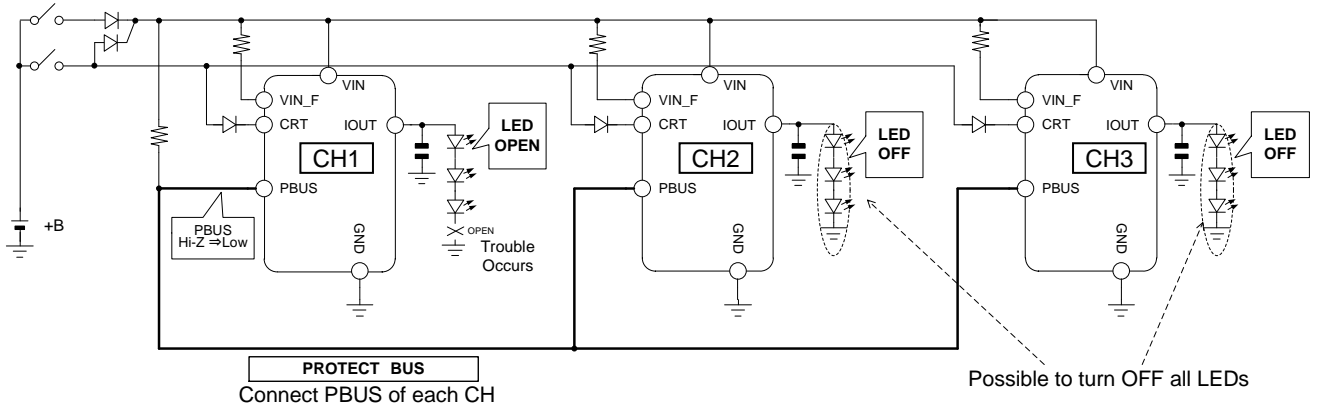 VIN
VIN_F
CRT
IOUT
CH1
PBUS
GND
LED
OPEN
OPEN
Trouble
Occurs
PBUS
Hi-Z ⇒Low
+B
VIN
VIN_F
CRT
IOUT
CH2
PBUS
GND
LED
OFF
VIN
VIN_F
CRT
IOUT
CH3
PBUS
GND
LED
OFF
PROTECT BUS
Connect PBUS of each CH
Possible to turn OFF all LEDs